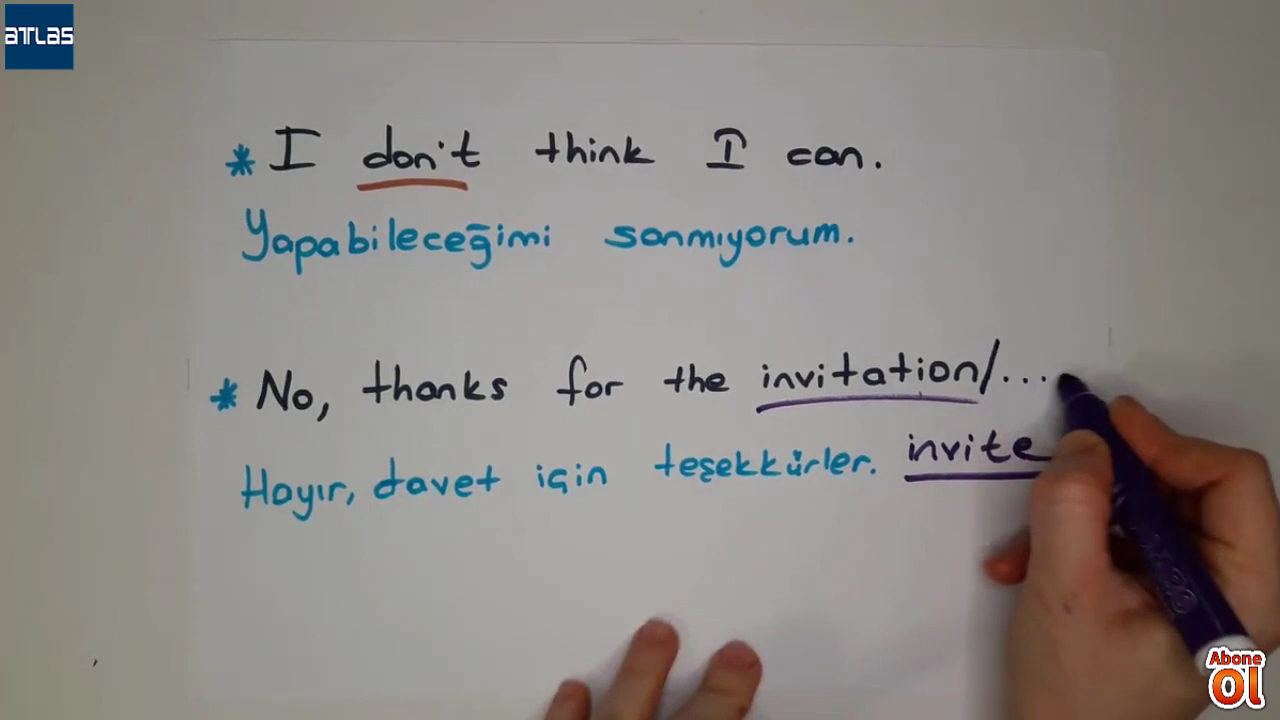 ATLAS
* I don't think I can.
Yapabileceğimi sanmıyorum.
* No, thanks for the invitation/...
Hayır, davet için teşekkürler. invite
Abone
Ol